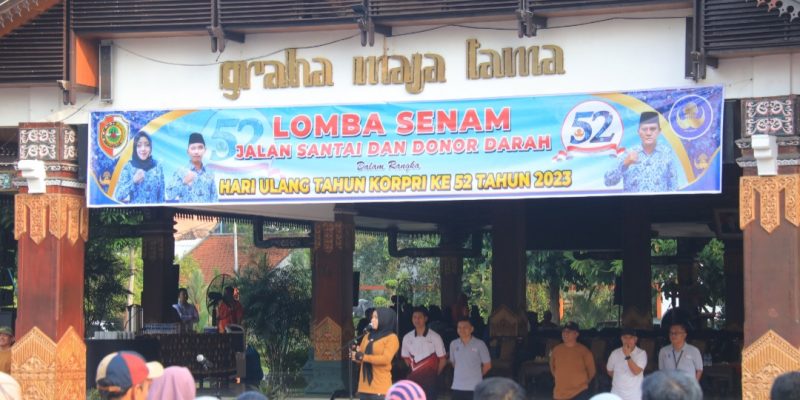 graha maja tama
52
LOMBA SENAM
JALAN SANTAI DAN DONOR DARAH
Dalam Rangka
HARI ULANG TAHUN KORPRI KE 52 TAHUN 2023
52